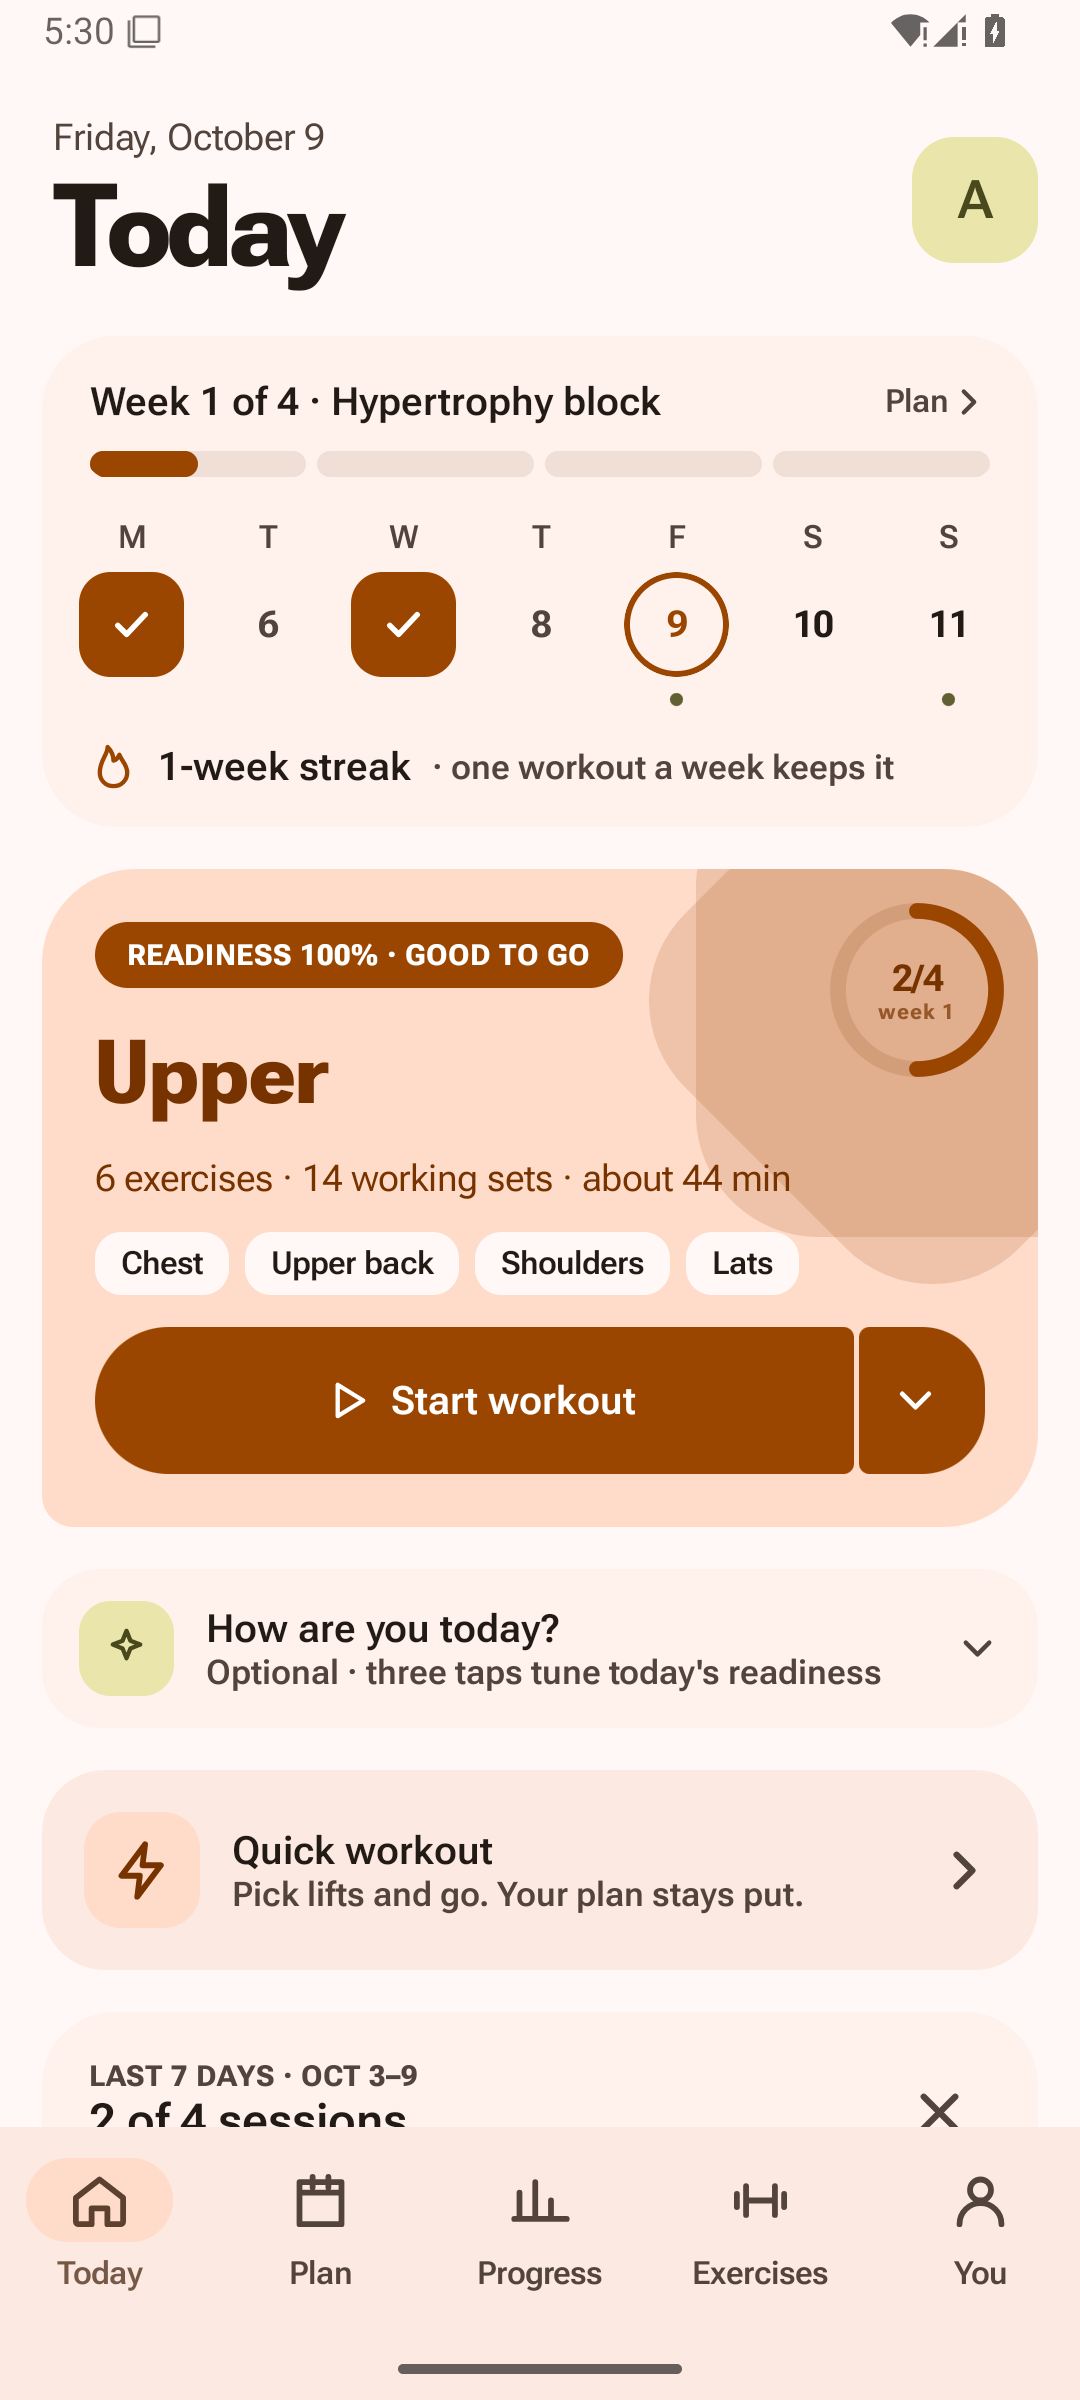 5:30
Friday, October 9
Today
A
Week 1 of 4 · Hypertrophy block
Plan
M T W T F S S
6 8 9 10 11
1-week streak · one workout a week keeps it
READINESS 100% · GOOD TO GO
2/4
week 1
Upper
6 exercises · 14 working sets · about 44 min
Chest Upper back Shoulders Lats
Start workout
How are you today?
Optional · three taps tune today's readiness
Quick workout
Pick lifts and go. Your plan stays put.
LAST 7 DAYS · OCT 3–9
2 of 4 sessions
Today Plan Progress Exercises You